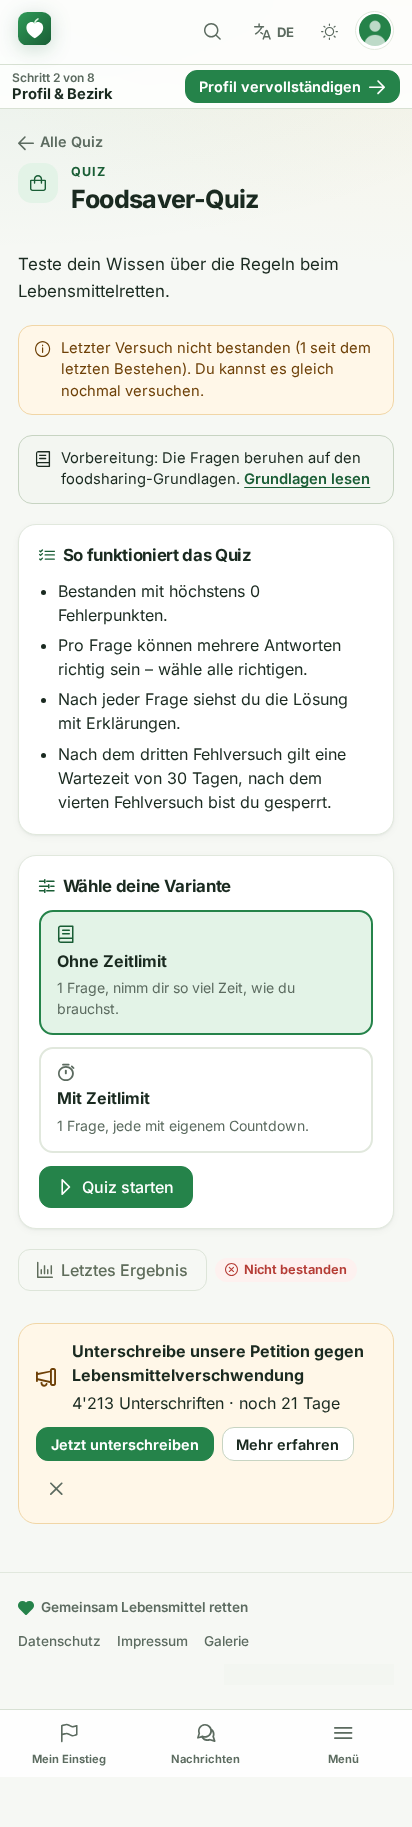 DE
Schritt 2 von 8
Profil & Bezirk
Profil vervollständigen
Alle Quiz
QUIZ
Foodsaver-Quiz
Teste dein Wissen über die Regeln beim
Lebensmittelretten.
Letzter Versuch nicht bestanden (1 seit dem
letzten Bestehen). Du kannst es gleich
nochmal versuchen.
Vorbereitung: Die Fragen beruhen auf den
foodsharing-Grundlagen. Grundlagen lesen
So funktioniert das Quiz
Bestanden mit höchstens 0
Fehlerpunkten.
Pro Frage können mehrere Antworten
richtig sein – wähle alle richtigen.
Nach jeder Frage siehst du die Lösung
mit Erklärungen.
Nach dem dritten Fehlversuch gilt eine
Wartezeit von 30 Tagen, nach dem
vierten Fehlversuch bist du gesperrt.
Wähle deine Variante
Ohne Zeitlimit
1 Frage, nimm dir so viel Zeit, wie du
brauchst.
Mit Zeitlimit
1 Frage, jede mit eigenem Countdown.
Quiz starten
Letztes Ergebnis
Nicht bestanden
Unterschreibe unsere Petition gegen
Lebensmittelverschwendung
4'213 Unterschriften · noch 21 Tage
Jetzt unterschreiben
Mehr erfahren
Gemeinsam Lebensmittel retten
Datenschutz Impressum Galerie
Mein Einstieg
Nachrichten
Menü